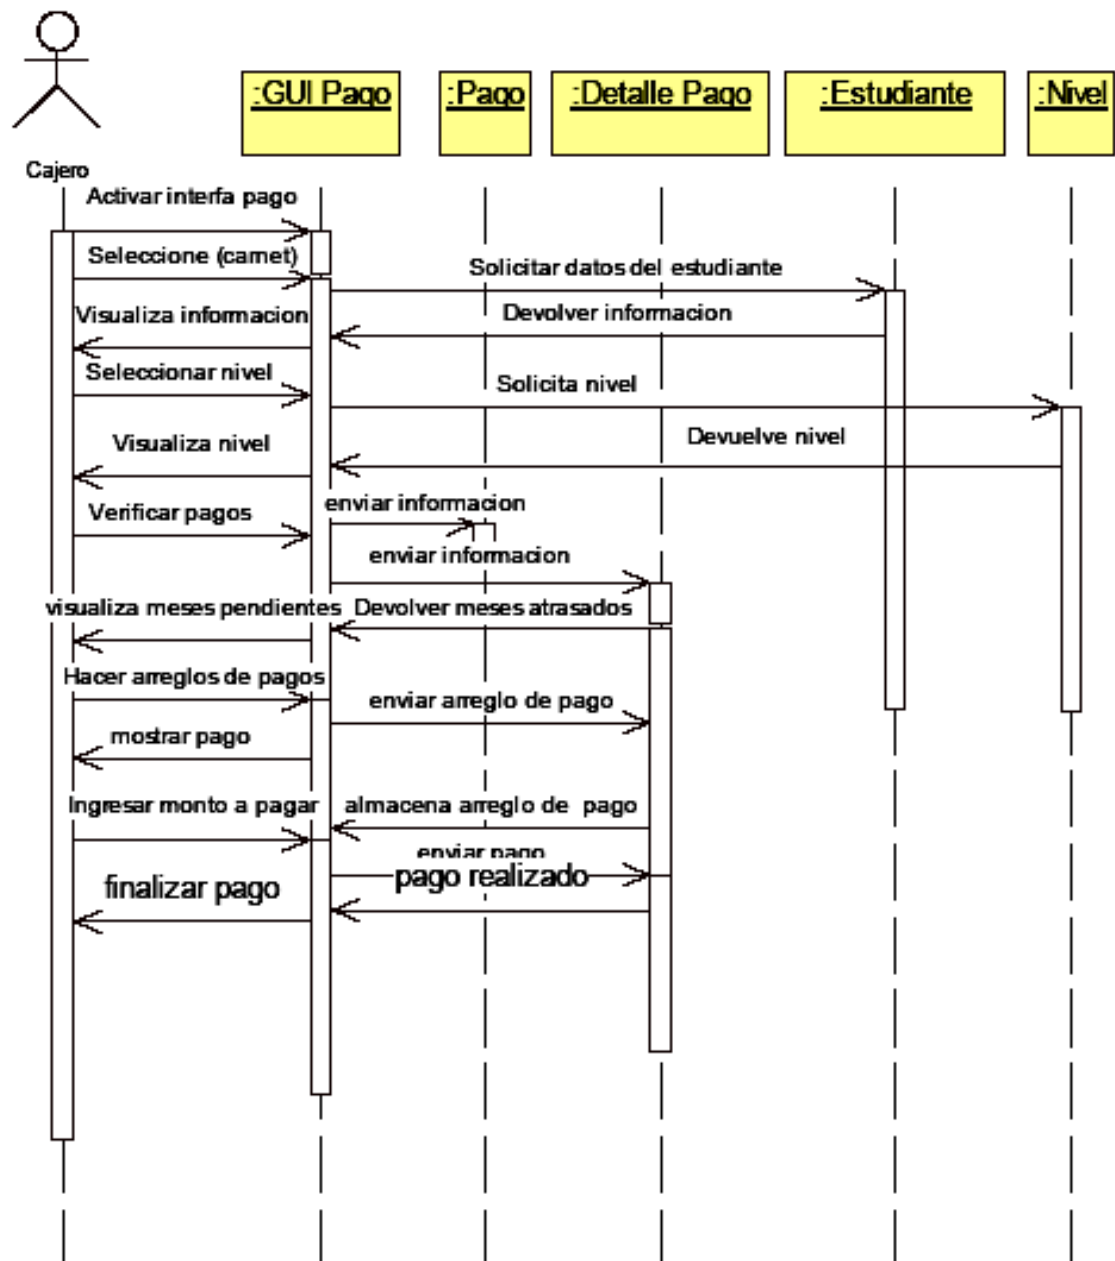 :GUI Pago
:Pago
:Detalle Pago
:Estudiante
:Nivel
Cajero
Activar interfa pago
Seleccione (carnet)
Solicitar datos del estudiante
Visualiza informacion
Devolver informacion
Seleccionar nivel
Solicita nivel
Visualiza nivel
Devuelve nivel
Verificar pagos
enviar informacion
enviar informacion
visualiza meses pendientes
Devolver meses atrasados
Hacer arreglos de pagos
enviar arreglo de pago
mostrar pago
Ingresar monto a pagar
almacena arreglo de pago
enviar pago
pago realizado
finalizar pago